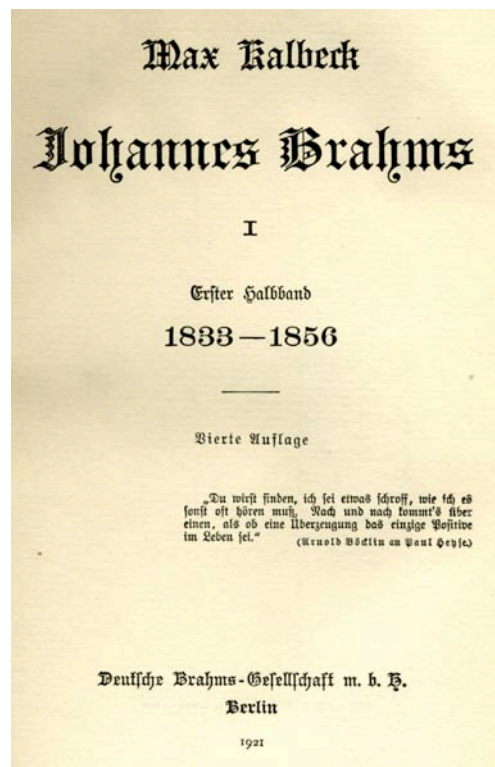 Max Kalbeck
Johannes Brahms
I
Erster Halbband
1833—1856
Vierte Auflage
„Du wirst finden, ich sei etwas schroff, wie ich es
sonst oft hören muß. Nach und nach kommt's über
einen, als ob eine Überzeugung das einzige Positive
im Leben sei.“ (Arnold Böcklin an Paul Heyse.)
Deutsche Brahms-Gesellschaft m. b. H.
Berlin
1921